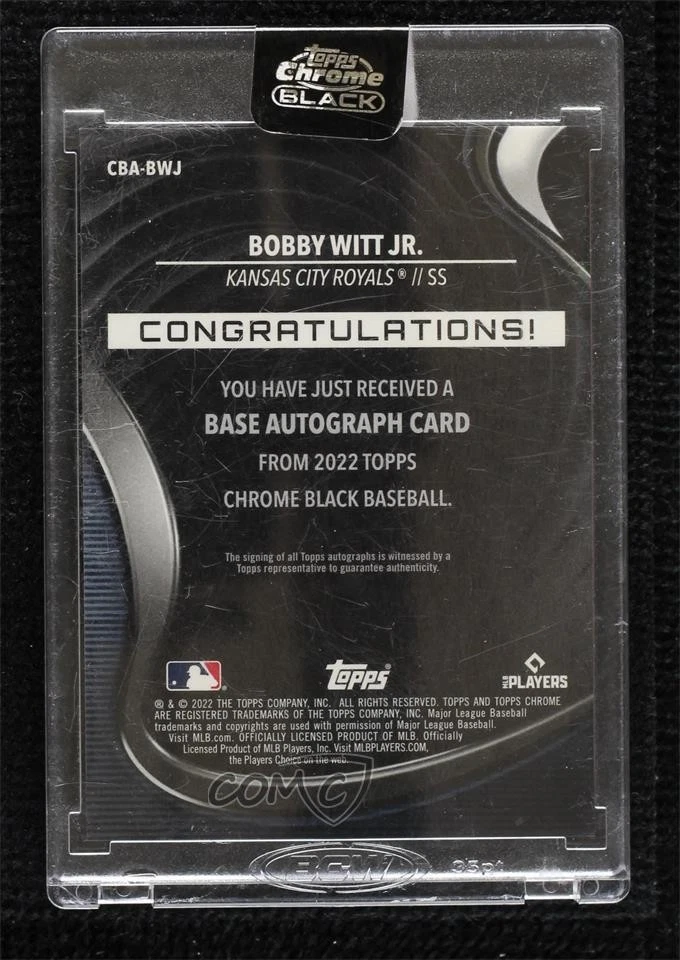 Topps
Chrome
BLACK
CBA-BWJ
BOBBY WITT JR.
KANSAS CITY ROYALS® // SS
CONGRATULATIONS!
YOU HAVE JUST RECEIVED A
BASE AUTOGRAPH CARD
FROM 2022 TOPPS
CHROME BLACK BASEBALL.
The signing of all Topps autographs is witnessed by a
Topps representative to guarantee authenticity.
Topps®
MLB PLAYERS
® & © 2022 THE TOPPS COMPANY, INC. ALL RIGHTS RESERVED. TOPPS AND TOPPS CHROME
ARE REGISTERED TRADEMARKS OF THE TOPPS COMPANY, INC. Major League Baseball
trademarks and copyrights are used with permission of Major League Baseball.
Visit MLB.com. OFFICIALLY LICENSED PRODUCT OF MLB. Officially
Licensed Product of MLB Players, Inc. Visit MLBPLAYERS.COM,
the Players Choice on the web.
COMC
BCW 35pt